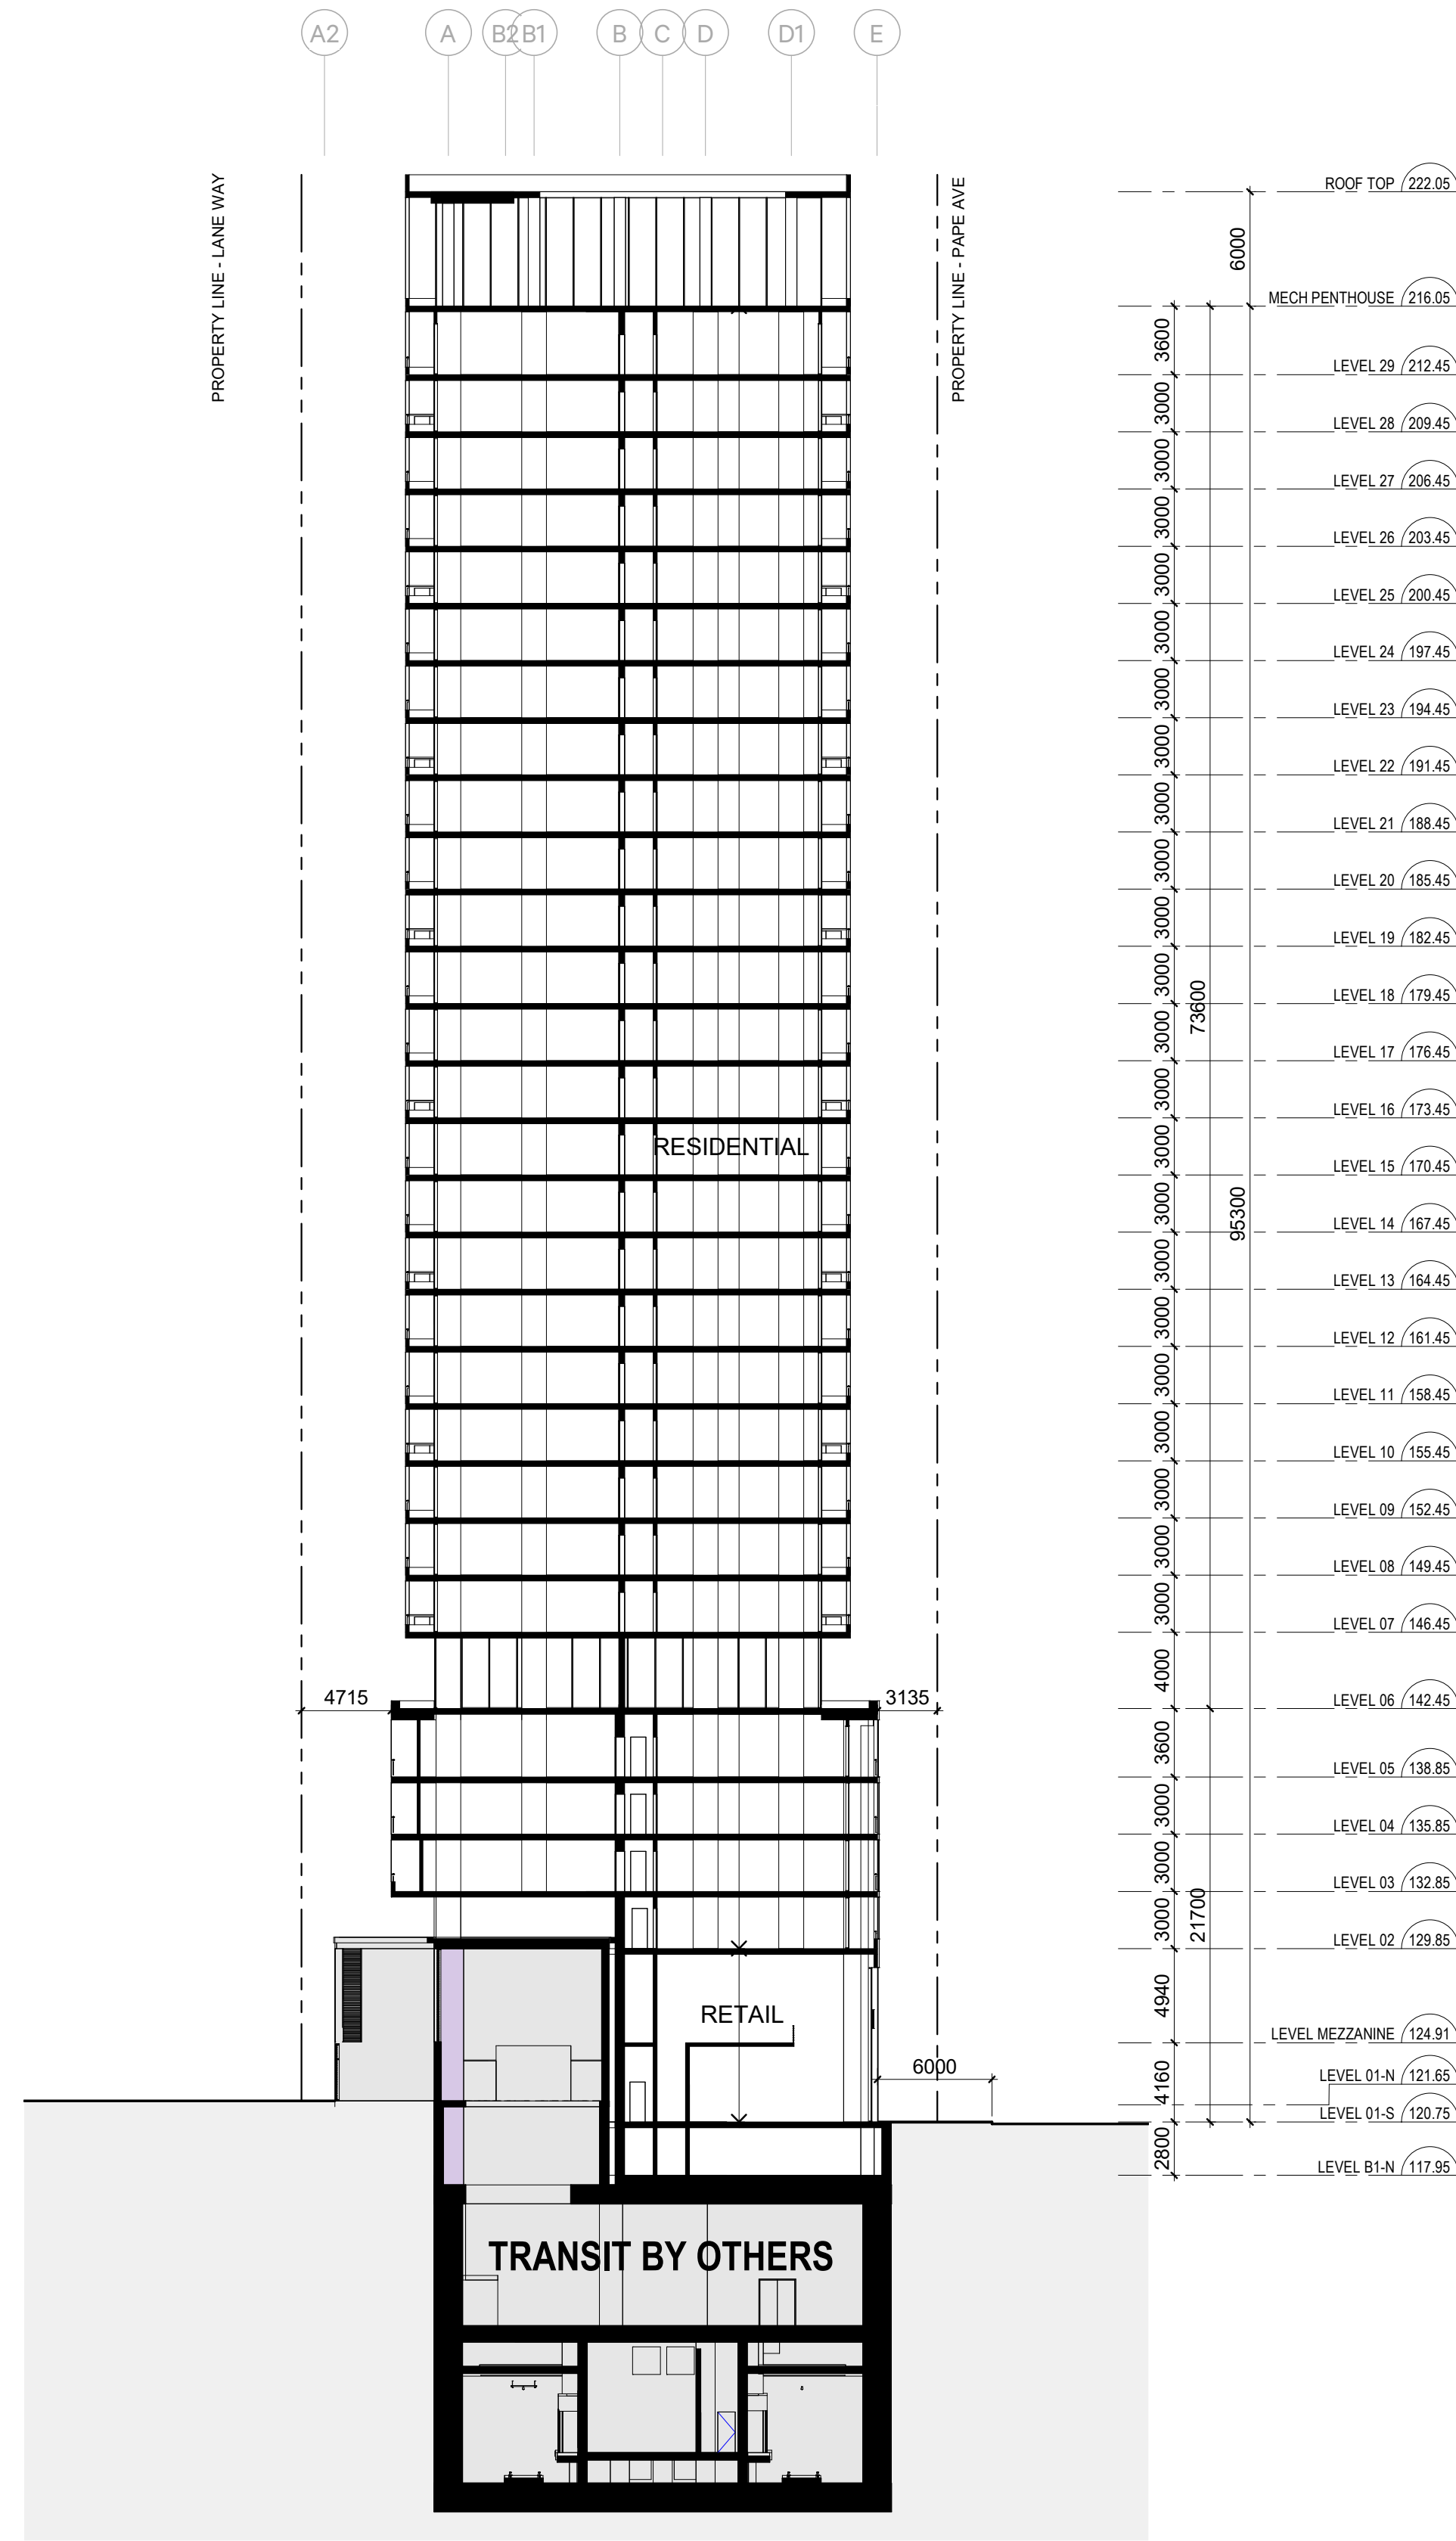 A2 A B2 B1 B C D D1 E
PROPERTY LINE - LANE WAY
PROPERTY LINE - PAPE AVE
ROOF TOP 222.05
6000
MECH PENTHOUSE 216.05
3600
LEVEL 29 212.45
3000
LEVEL 28 209.45
3000
LEVEL 27 206.45
3000
LEVEL 26 203.45
3000
LEVEL 25 200.45
3000
LEVEL 24 197.45
3000
LEVEL 23 194.45
3000
LEVEL 22 191.45
3000
LEVEL 21 188.45
3000
LEVEL 20 185.45
3000
LEVEL 19 182.45
3000
LEVEL 18 179.45
73600
3000
LEVEL 17 176.45
3000
LEVEL 16 173.45
RESIDENTIAL
3000
LEVEL 15 170.45
3000
95300
LEVEL 14 167.45
3000
LEVEL 13 164.45
3000
LEVEL 12 161.45
3000
LEVEL 11 158.45
3000
LEVEL 10 155.45
3000
LEVEL 09 152.45
3000
LEVEL 08 149.45
3000
LEVEL 07 146.45
4000
4715
3135
LEVEL 06 142.45
3600
LEVEL 05 138.85
3000
LEVEL 04 135.85
3000
LEVEL 03 132.85
3000
21700
LEVEL 02 129.85
4940
RETAIL
LEVEL MEZZANINE 124.91
6000
4160
LEVEL 01-N 121.65
LEVEL 01-S 120.75
2800
LEVEL B1-N 117.95
TRANSIT BY OTHERS